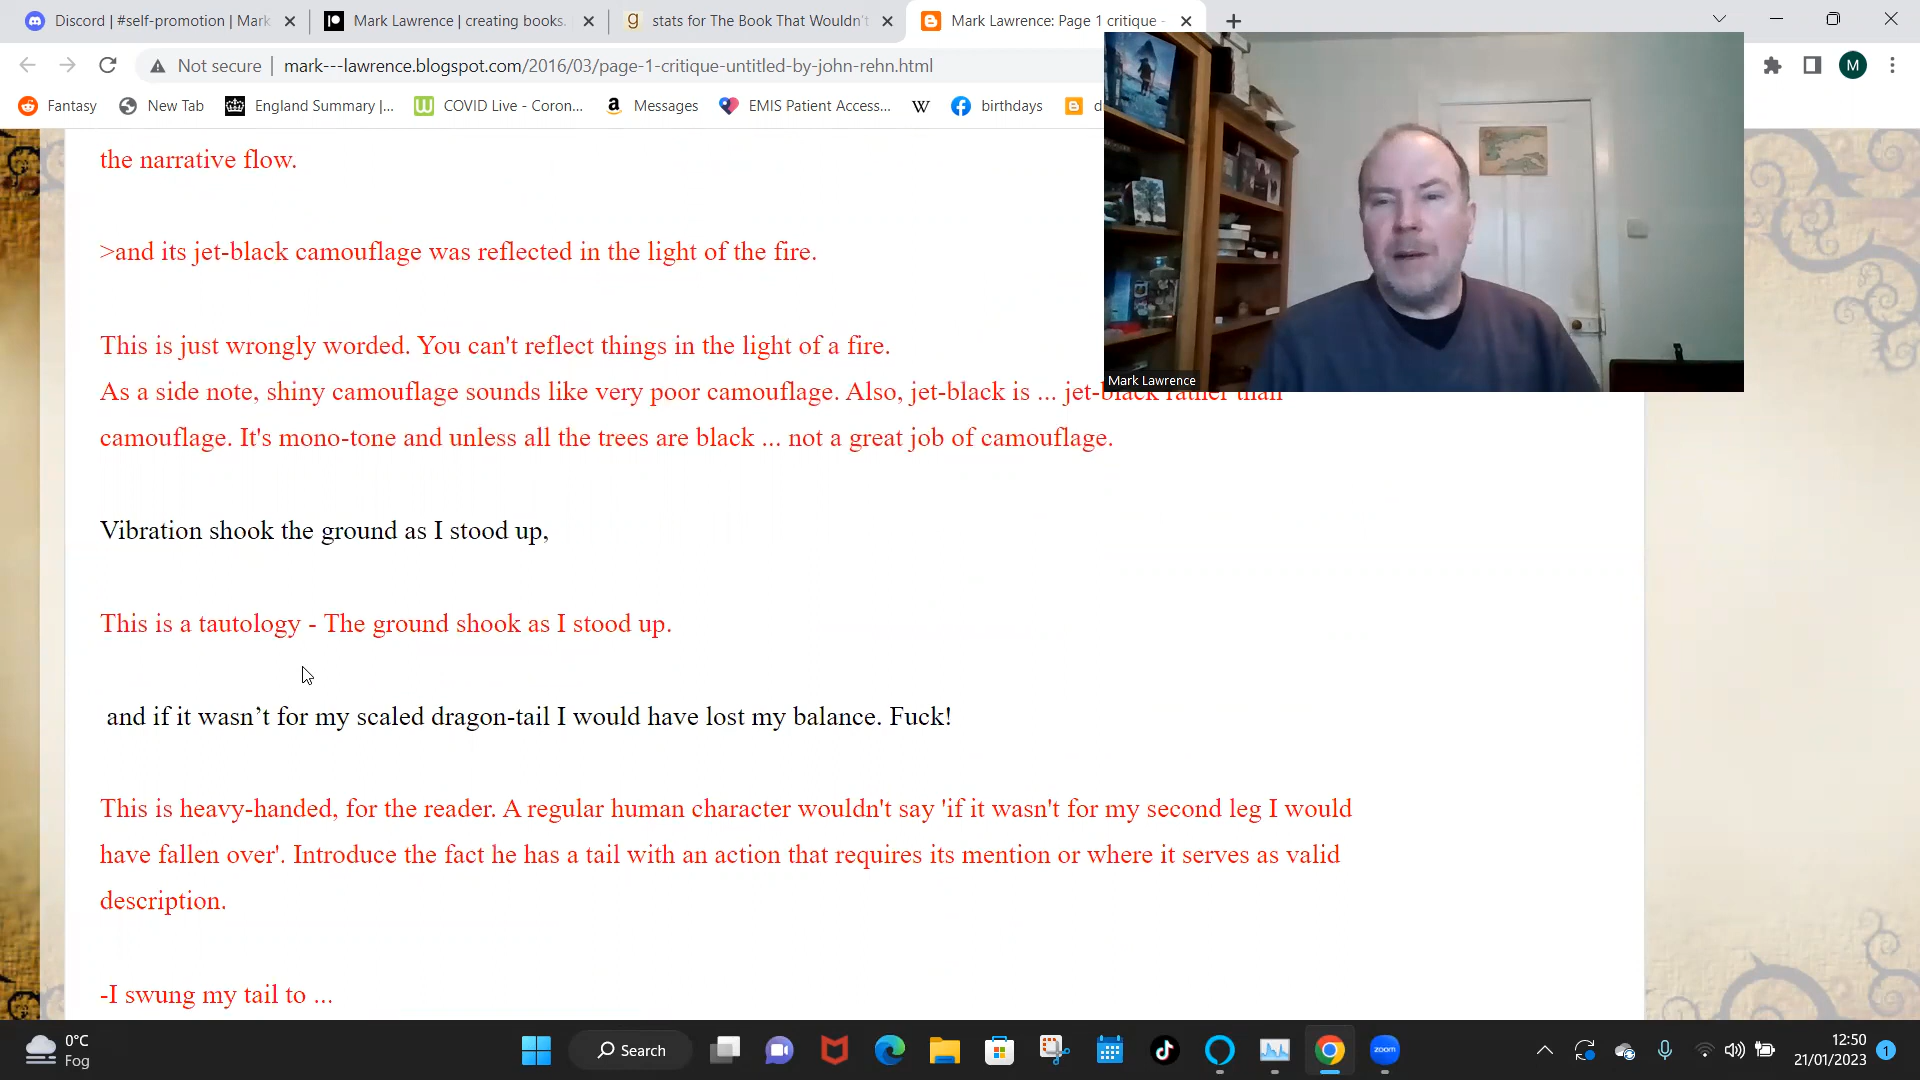 Discord | #self-promotion | Mark
Mark Lawrence | creating books.
stats for The Book That Wouldn't
Mark Lawrence: Page 1 critique -
Not secure
mark---lawrence.blogspot.com/2016/03/page-1-critique-untitled-by-john-rehn.html
M
Fantasy
New Tab
England Summary |...
COVID Live - Coron...
Messages
EMIS Patient Access...
W
birthdays
Mark Lawrence
the narrative flow.
>and its jet-black camouflage was reflected in the light of the fire.
This is just wrongly worded. You can't reflect things in the light of a fire.
As a side note, shiny camouflage sounds like very poor camouflage. Also, jet-black is ... jet-black rather than
camouflage. It's mono-tone and unless all the trees are black ... not a great job of camouflage.
Vibration shook the ground as I stood up,
This is a tautology - The ground shook as I stood up.
and if it wasn’t for my scaled dragon-tail I would have lost my balance. Fuck!
This is heavy-handed, for the reader. A regular human character wouldn't say 'if it wasn't for my second leg I would
have fallen over'. Introduce the fact he has a tail with an action that requires its mention or where it serves as valid
description.
-I swung my tail to ...
0°C
Fog
Search
zoom
12:50
21/01/2023
1